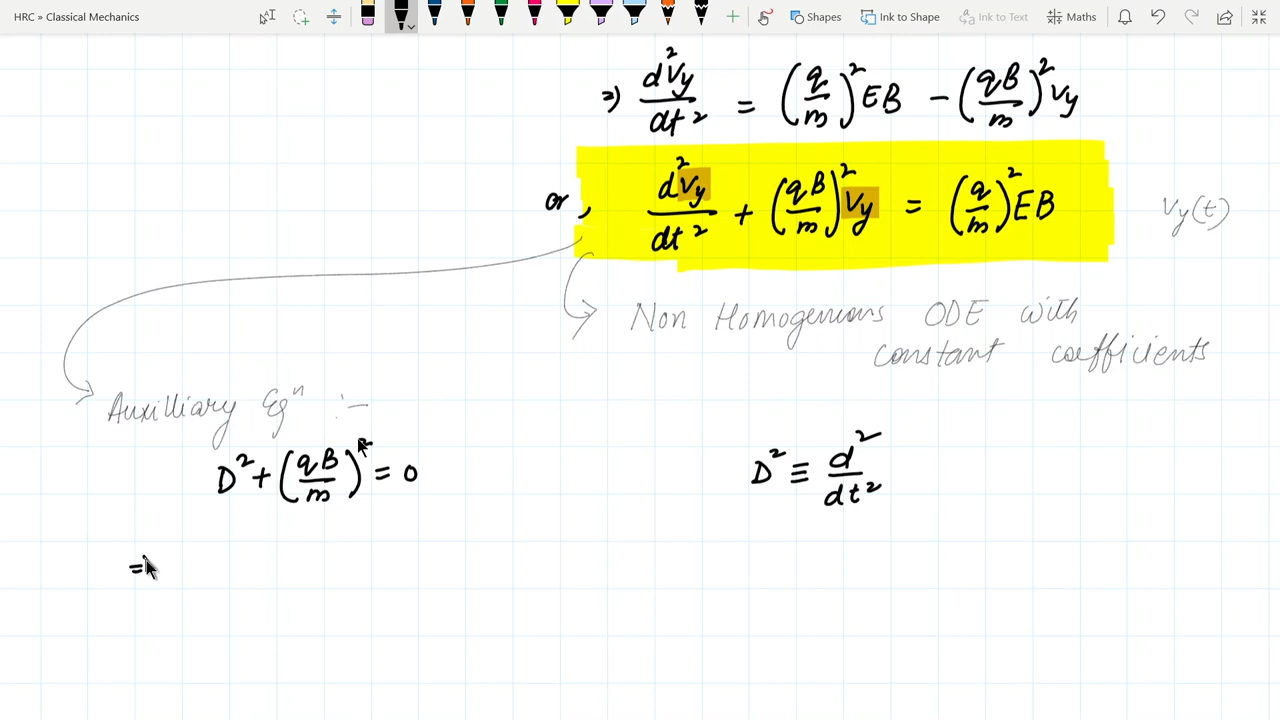 HRC » Classical Mechanics
Shapes Ink to Shape Ink to Text Maths
⇒) d²Vy/dt² = (q/m)² EB − (qB/m)² Vy
or, d²Vy/dt² + (qB/m)² Vy = (q/m)² EB Vy(t)
Non Homogenious ODE with
constant coefficients
Auxilliary Eqⁿ :-
D² + (qB/m)² = 0 D² ≡ d²/dt²
=